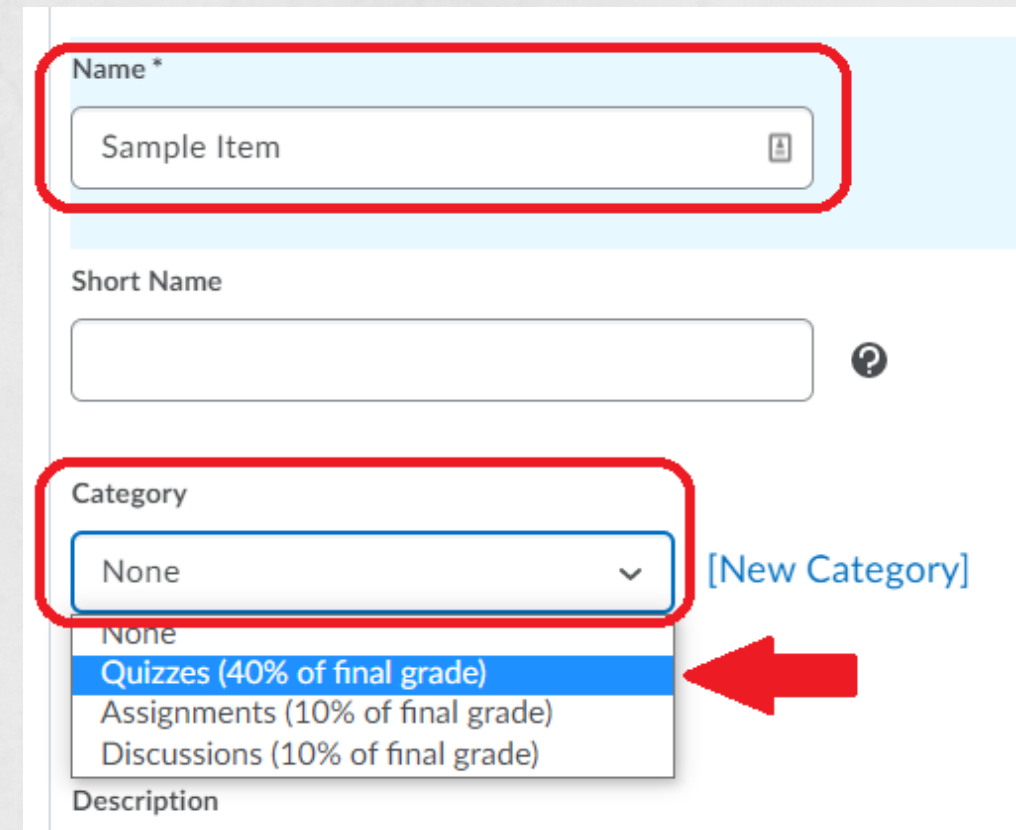 Name *
Sample Item
Short Name
Category
None
[New Category]
None
Quizzes (40% of final grade)
Assignments (10% of final grade)
Discussions (10% of final grade)
Description